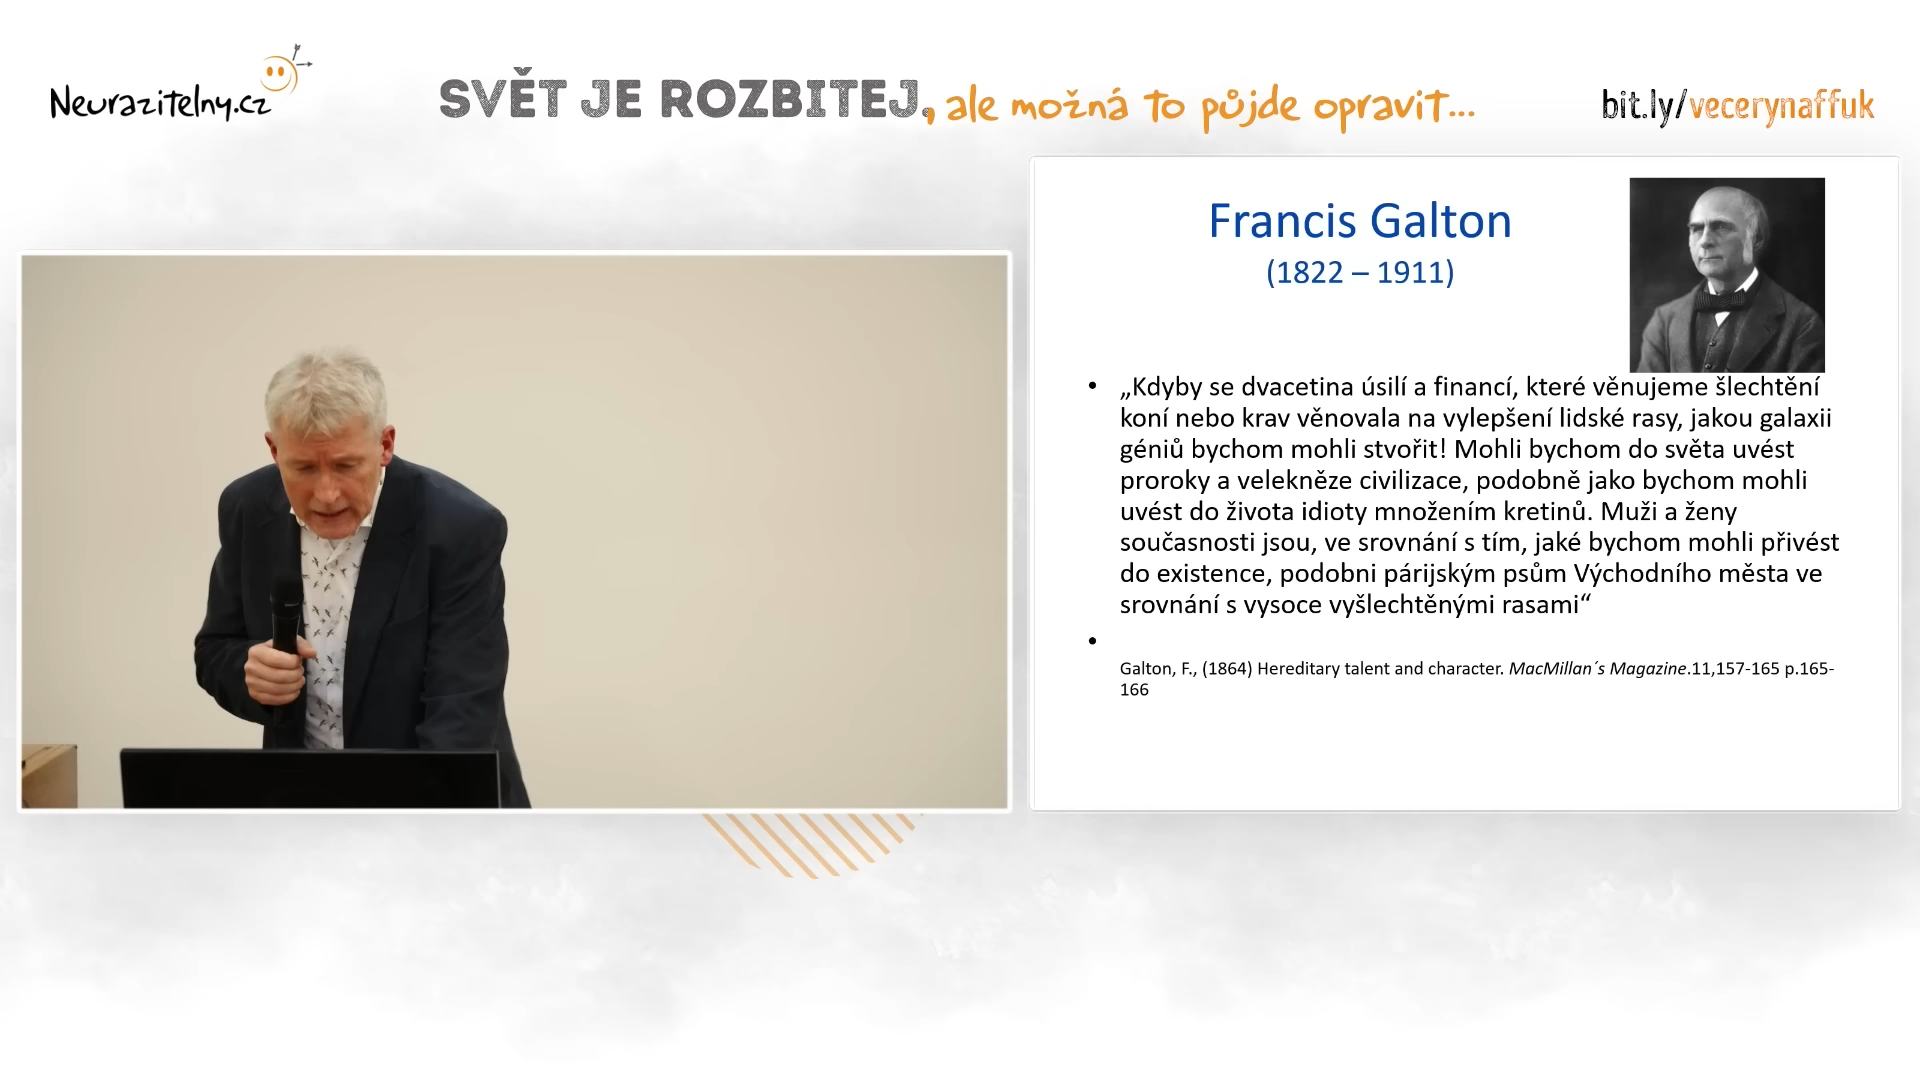 Neurazitelny.cz
SVĚT JE ROZBITEJ, ale možná to půjde opravit...
bit.ly/vecerynaffuk
Francis Galton
(1822 – 1911)
• „Kdyby se dvacetina úsilí a financí, které věnujeme šlechtění
koní nebo krav věnovala na vylepšení lidské rasy, jakou galaxii
géniů bychom mohli stvořit! Mohli bychom do světa uvést
proroky a velekněze civilizace, podobně jako bychom mohli
uvést do života idioty množením kretinů. Muži a ženy
současnosti jsou, ve srovnání s tím, jaké bychom mohli přivést
do existence, podobni párijským psům Východního města ve
srovnání s vysoce vyšlechtěnými rasami“
•
Galton, F., (1864) Hereditary talent and character. MacMillan´s Magazine.11,157-165 p.165-
166